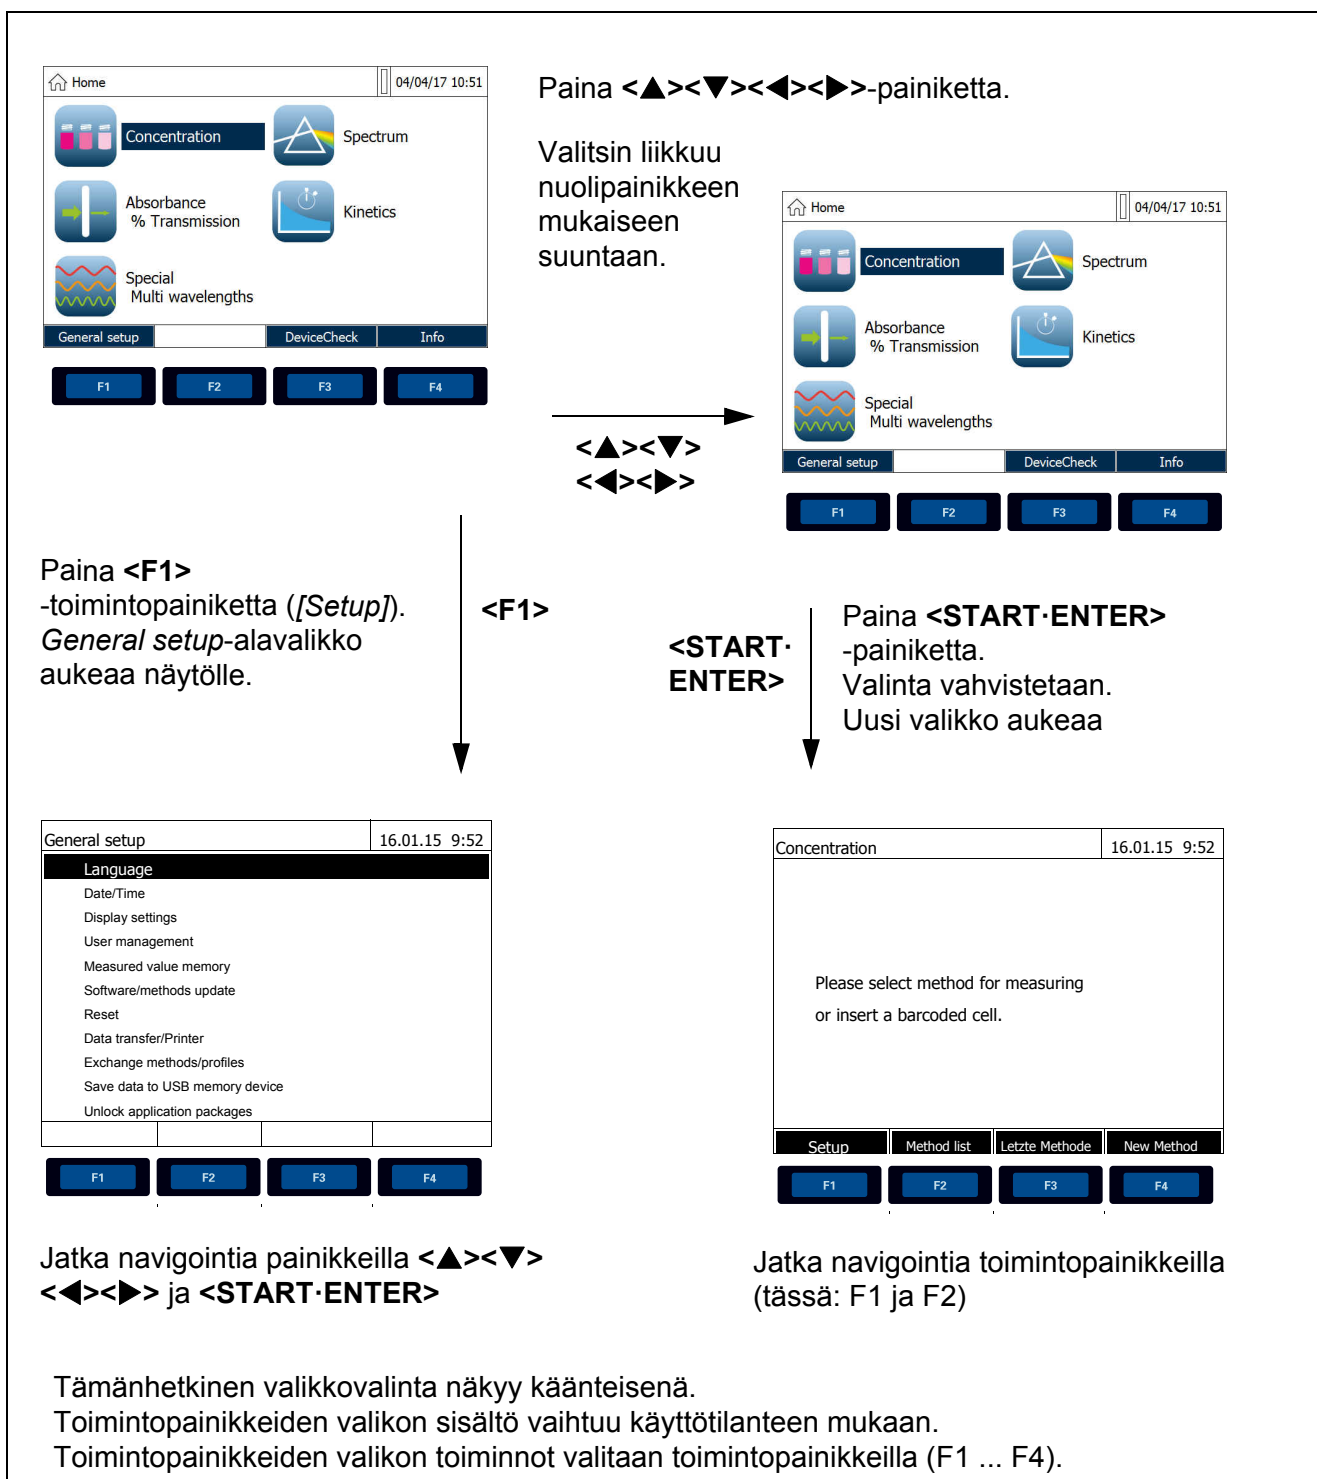 Home 04/04/17 10:51
Concentration Spectrum
Absorbance
% Transmission
Kinetics
Special
Multi wavelengths
General setup DeviceCheck Info
F1 F2 F3 F4
Paina <▲><▼><◀><▶>-painiketta.
Valitsin liikkuu
nuolipainikkeen
mukaiseen
suuntaan.
Home 04/04/17 10:51
Concentration Spectrum
Absorbance
% Transmission
Kinetics
Special
Multi wavelengths
General setup DeviceCheck Info
F1 F2 F3 F4
<▲><▼>
<◀><▶>
Paina <F1>
-toimintopainiketta ([Setup]).
General setup-alavalikko
aukeaa näytölle.
<F1>
<START·
ENTER>
Paina <START·ENTER>
-painiketta.
Valinta vahvistetaan.
Uusi valikko aukeaa
General setup 16.01.15 9:52
Language
Date/Time
Display settings
User management
Measured value memory
Software/methods update
Reset
Data transfer/Printer
Exchange methods/profiles
Save data to USB memory device
Unlock application packages
F1 F2 F3 F4
Concentration 16.01.15 9:52
Please select method for measuring
or insert a barcoded cell.
Setup Method list Letzte Methode New Method
F1 F2 F3 F4
Jatka navigointia painikkeilla <▲><▼>
<◀><▶> ja <START·ENTER>
Jatka navigointia toimintopainikkeilla
(tässä: F1 ja F2)
Tämänhetkinen valikkovalinta näkyy käänteisenä.
Toimintopainikkeiden valikon sisältö vaihtuu käyttötilanteen mukaan.
Toimintopainikkeiden valikon toiminnot valitaan toimintopainikkeilla (F1 ... F4).